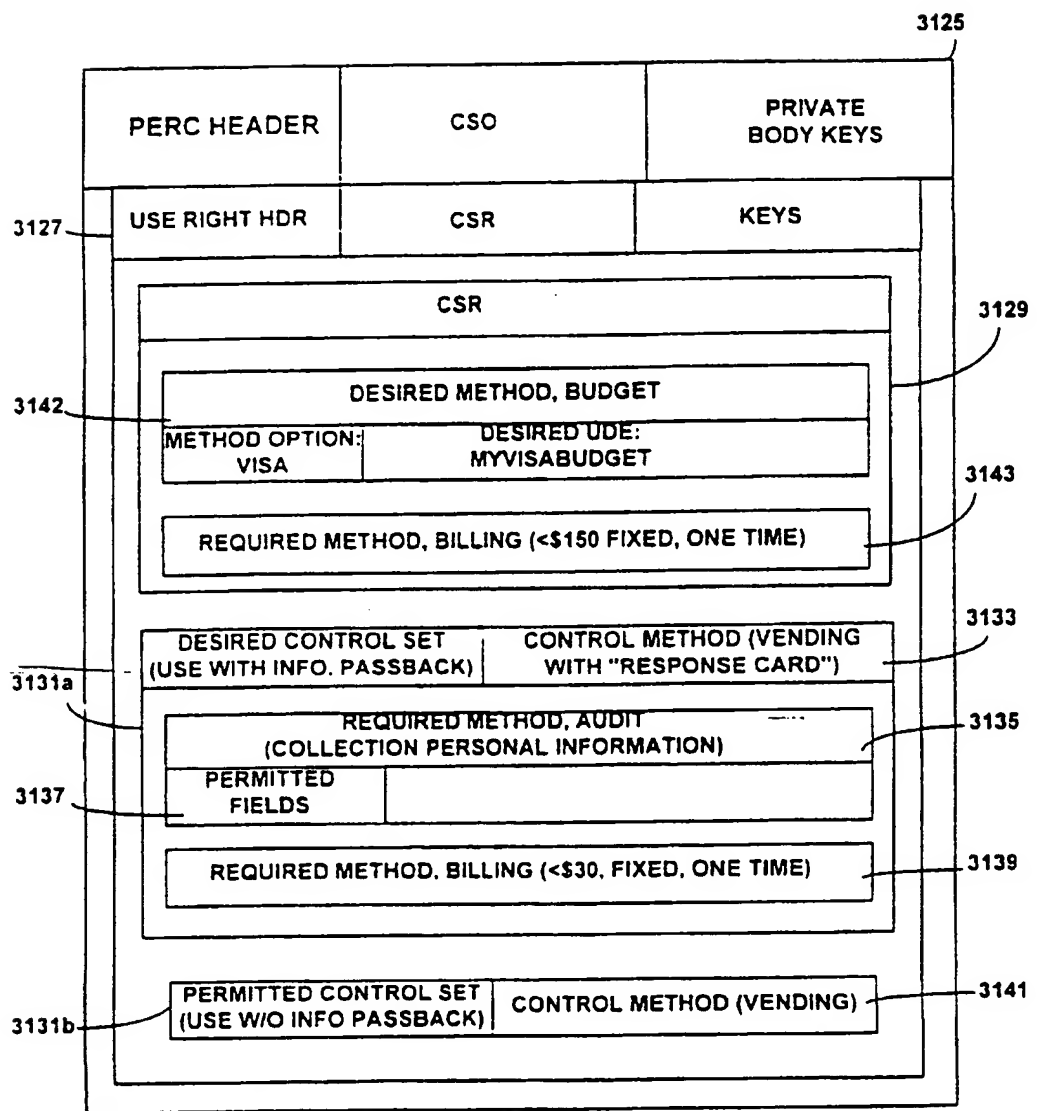 3125
PERC HEADER
CSO
PRIVATE
BODY KEYS
3127
USE RIGHT HDR
CSR
KEYS
CSR
3129
DESIRED METHOD, BUDGET
3142
METHOD OPTION:
VISA
DESIRED UDE:
MYVISABUDGET
3143
REQUIRED METHOD, BILLING (<$150 FIXED, ONE TIME)
DESIRED CONTROL SET
(USE WITH INFO. PASSBACK)
CONTROL METHOD (VENDING
WITH "RESPONSE CARD")
3133
3131a
REQUIRED METHOD, AUDIT
(COLLECTION PERSONAL INFORMATION)
3135
3137
PERMITTED
FIELDS
REQUIRED METHOD. BILLING (<$30, FIXED, ONE TIME)
3139
3131b
PERMITTED CONTROL SET
(USE W/O INFO PASSBACK)
CONTROL METHOD (VENDING)
3141